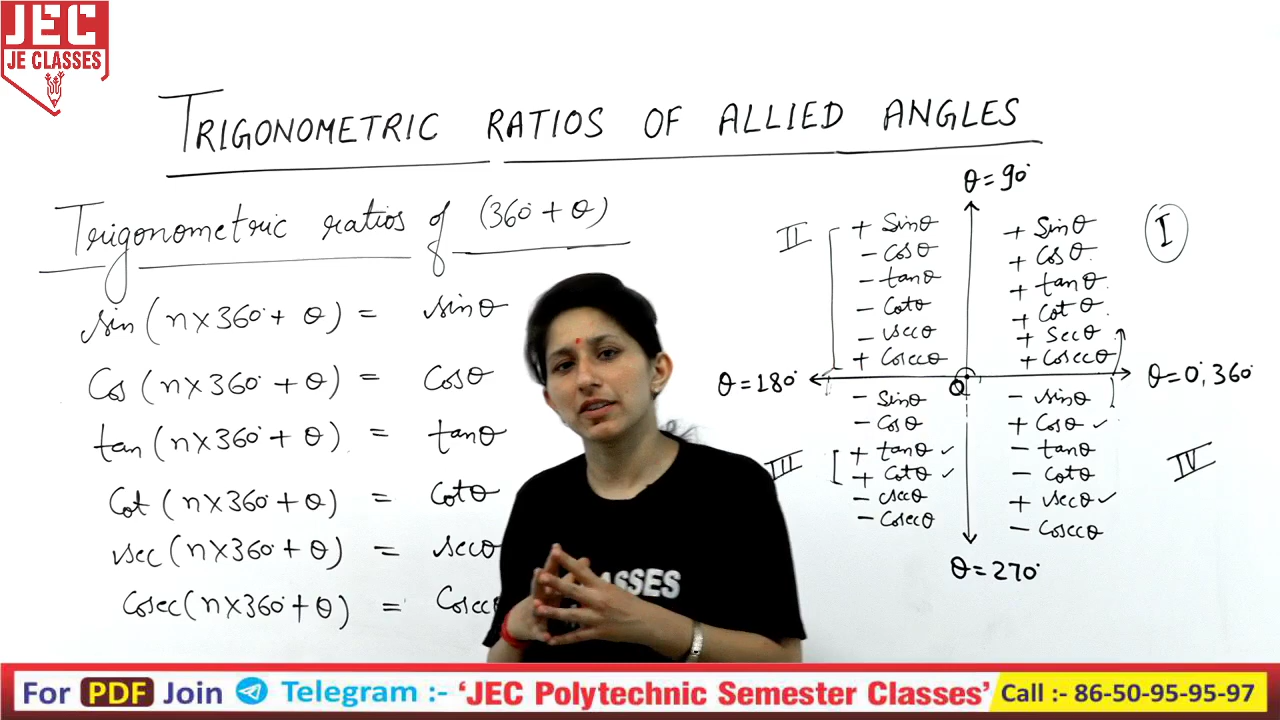 JEC
JE CLASSES
TRIGONOMETRIC RATIOS OF ALLIED ANGLES
Trigonometric ratios of (360° + θ)
sin(n×360° + θ) = sinθ
Cos(n×360° + θ) = Cosθ
tan(n×360° + θ) = tanθ
Cot(n×360° + θ) = Cotθ
sec(n×360° + θ) = secθ
Cosec(n×360° + θ) = Cosec
θ = 90°
II
+ Sinθ
− Cosθ
− tanθ
− Cotθ
− secθ
+ Cosecθ
I
+ Sinθ
+ Cosθ
+ tanθ
+ Cotθ
+ Secθ
+ Cosecθ
θ = 180°
O
θ = 0°, 360°
III
− Sinθ
− Cosθ
+ tanθ ✓
+ Cotθ ✓
− secθ
− Cosecθ
IV
− sinθ
+ Cosθ ✓
− tanθ
− Cotθ
+ secθ ✓
− Cosecθ
θ = 270°
CLASSES
For PDF Join Telegram :- ‘JEC Polytechnic Semester Classes’ Call :- 86-50-95-95-97